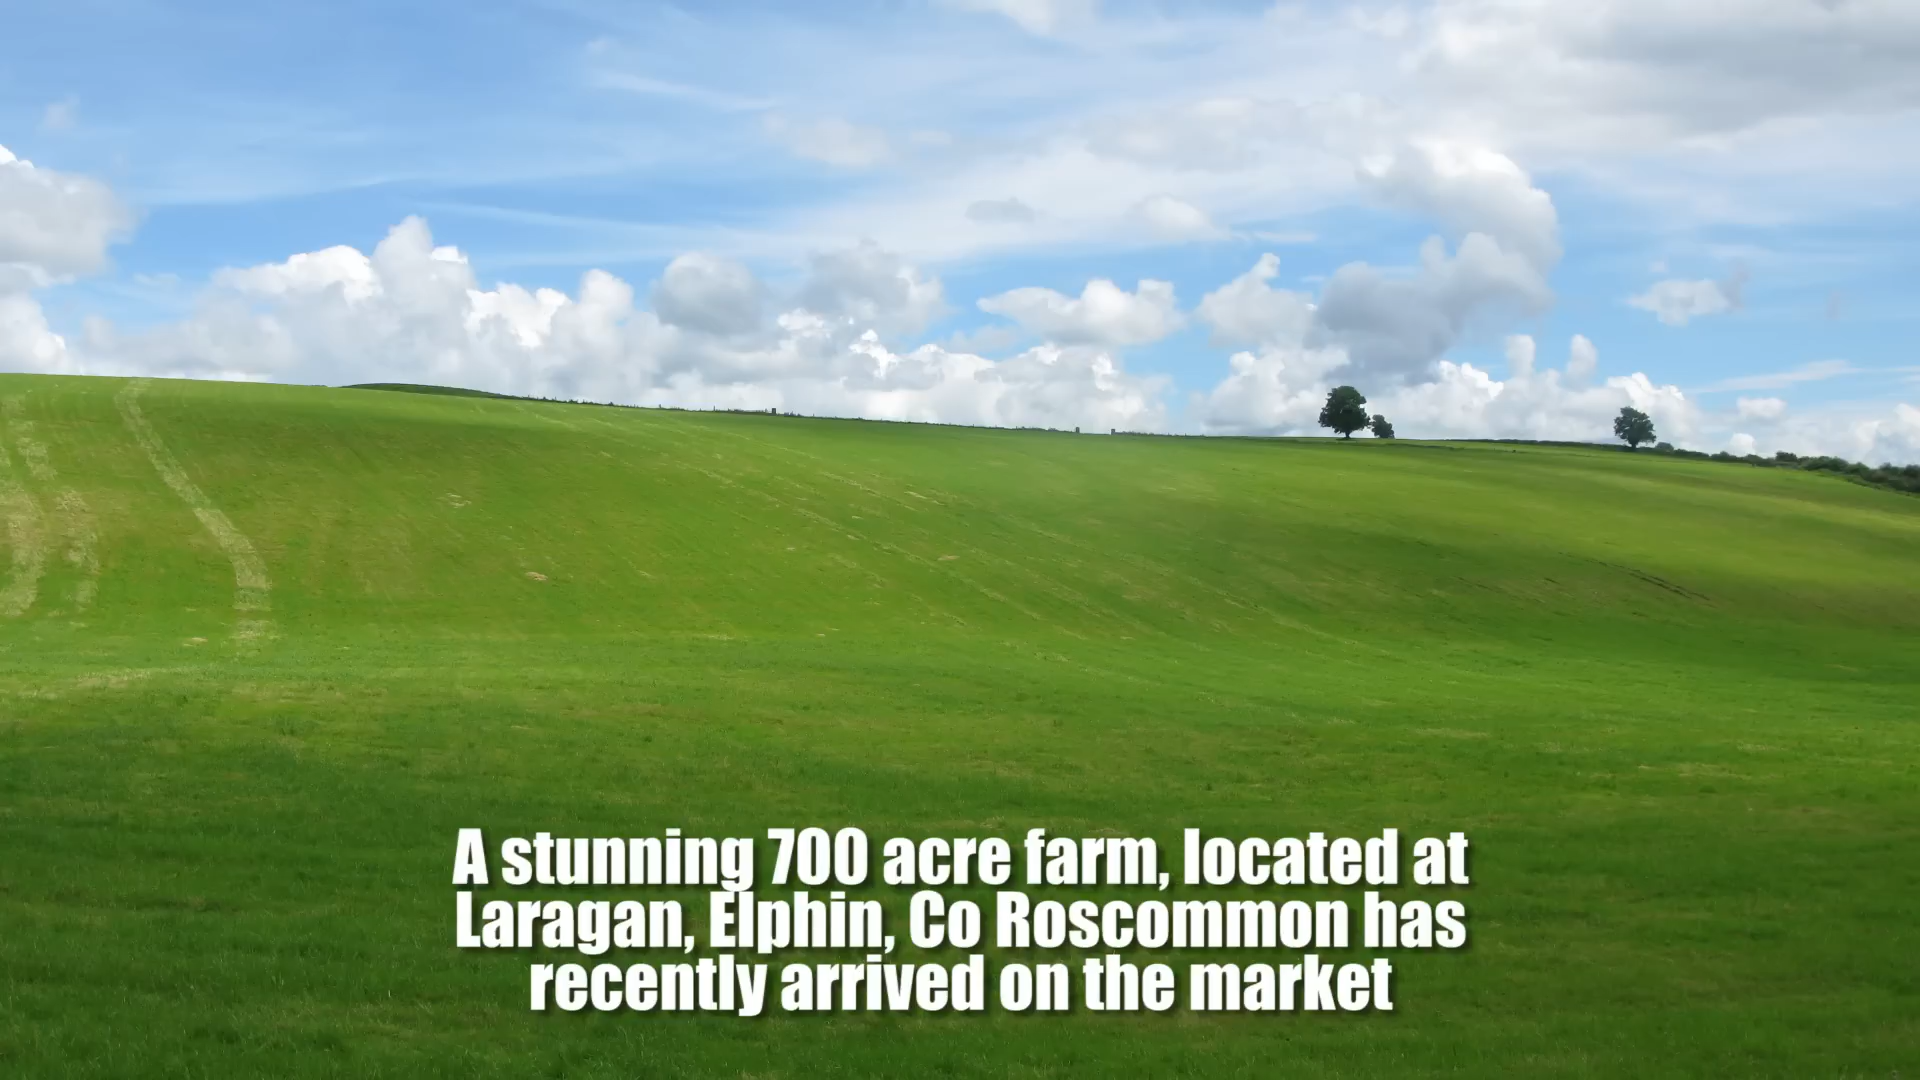 A stunning 700 acre farm, located at
Laragan, Elphin, Co Roscommon has
recently arrived on the market